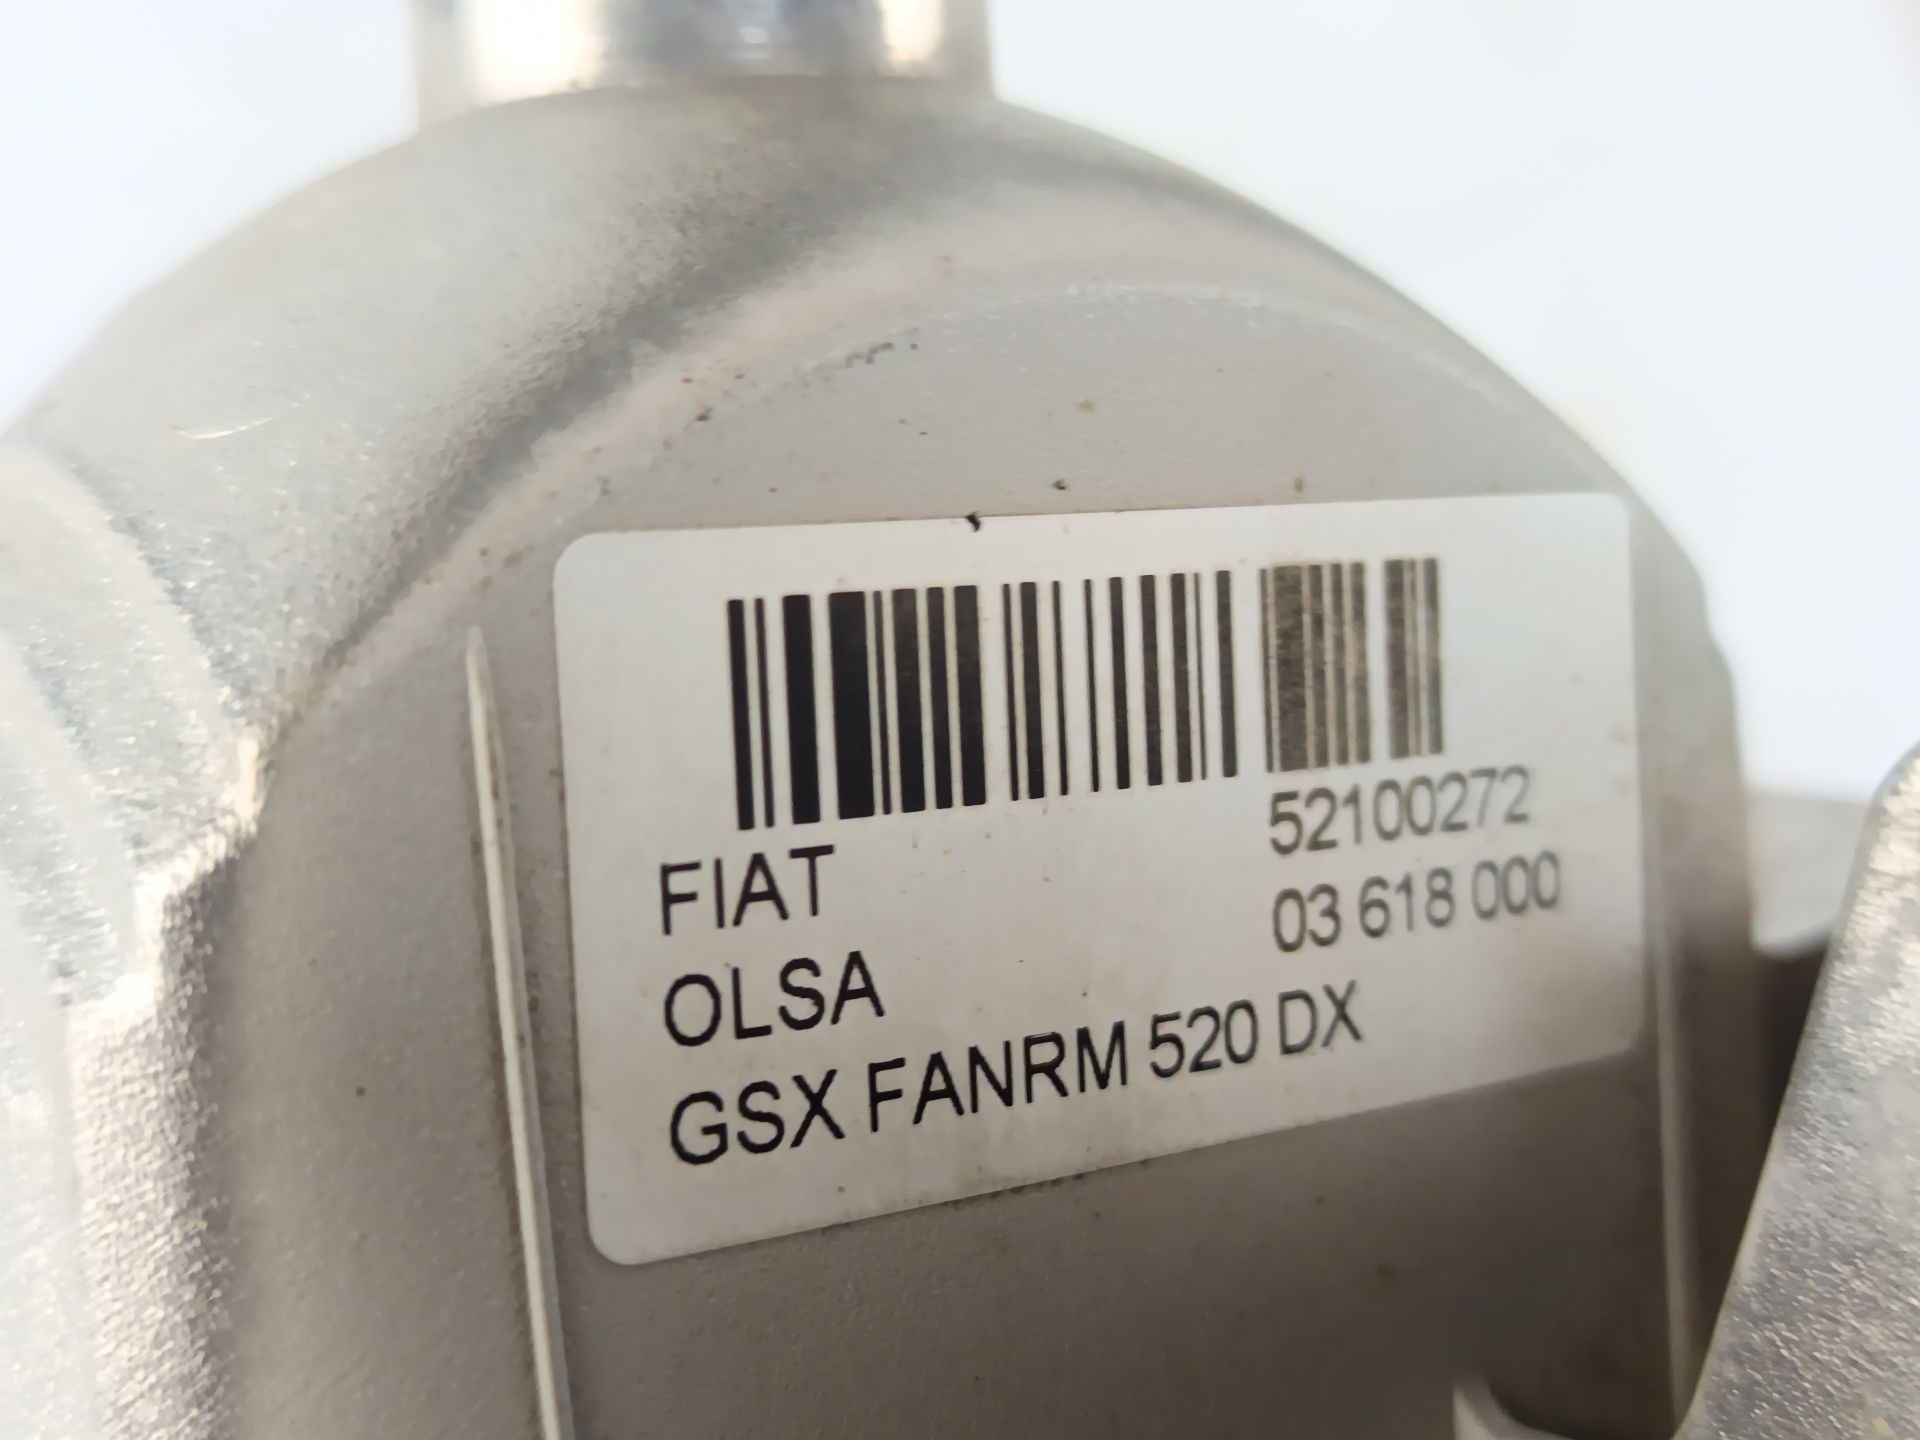 FIAT 52100272
OLSA 03 618 000
GSX FANRM 520 DX